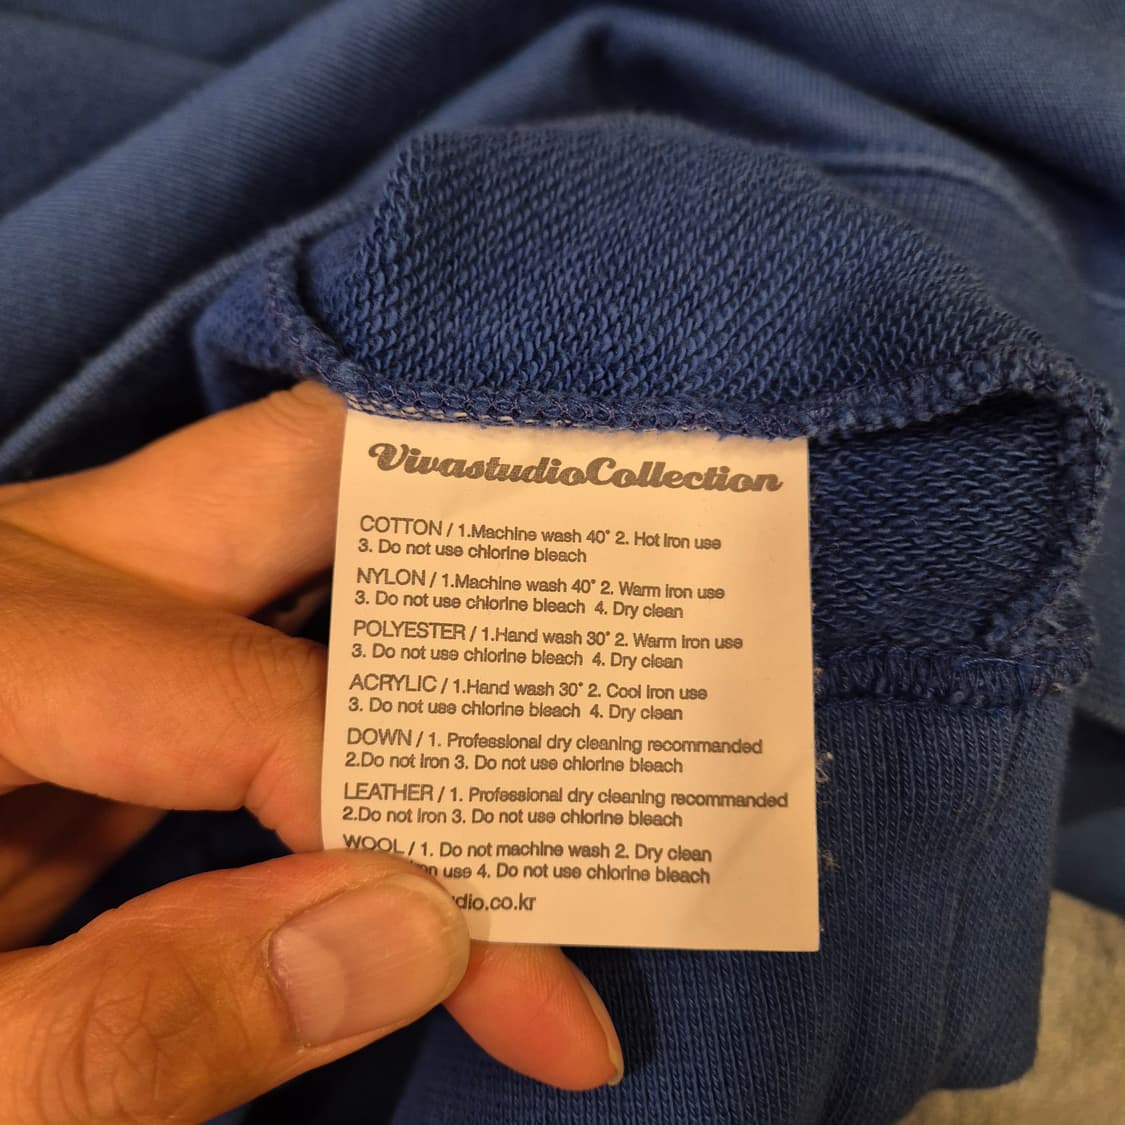 VivastudioCollection
COTTON / 1.Machine wash 40° 2. Hot iron use
3. Do not use chlorine bleach
NYLON / 1.Machine wash 40° 2. Warm iron use
3. Do not use chlorine bleach 4. Dry clean
POLYESTER / 1.Hand wash 30° 2. Warm iron use
3. Do not use chlorine bleach 4. Dry clean
ACRYLIC / 1.Hand wash 30° 2. Cool iron use
3. Do not use chlorine bleach 4. Dry clean
DOWN / 1. Professional dry cleaning recommanded
2.Do not iron 3. Do not use chlorine bleach
LEATHER / 1. Professional dry cleaning recommanded
2.Do not iron 3. Do not use chlorine bleach
WOOL / 1. Do not machine wash 2. Dry clean
use 4. Do not use chlorine bleach
dio.co.kr